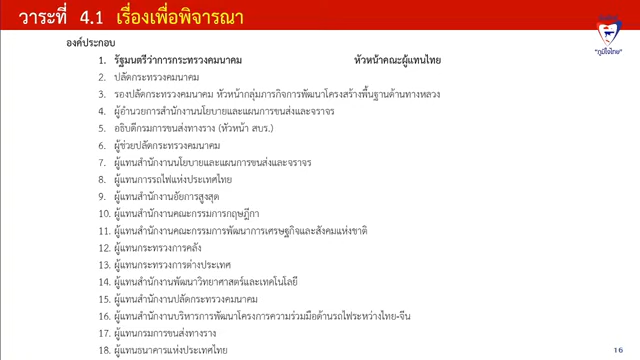 วาระที่ 4.1 เรื่องเพื่อพิจารณา
"ภูมิใจไทย"
องค์ประกอบ
1. รัฐมนตรีว่าการกระทรวงคมนาคม หัวหน้าคณะผู้แทนไทย
2. ปลัดกระทรวงคมนาคม
3. รองปลัดกระทรวงคมนาคม หัวหน้ากลุ่มภารกิจการพัฒนาโครงสร้างพื้นฐานด้านทางหลวง
4. ผู้อำนวยการสำนักงานนโยบายและแผนการขนส่งและจราจร
5. อธิบดีกรมการขนส่งทางราง (หัวหน้า สบร.)
6. ผู้ช่วยปลัดกระทรวงคมนาคม
7. ผู้แทนสำนักงานนโยบายและแผนการขนส่งและจราจร
8. ผู้แทนการรถไฟแห่งประเทศไทย
9. ผู้แทนสำนักงานอัยการสูงสุด
10. ผู้แทนสำนักงานคณะกรรมการกฤษฎีกา
11. ผู้แทนสำนักงานคณะกรรมการการพัฒนาการเศรษฐกิจและสังคมแห่งชาติ
12. ผู้แทนกระทรวงการคลัง
13. ผู้แทนกระทรวงการต่างประเทศ
14. ผู้แทนสำนักงานพัฒนาวิทยาศาสตร์และเทคโนโลยี
15. ผู้แทนสำนักงานปลัดกระทรวงคมนาคม
16. ผู้แทนสำนักงานบริหารการพัฒนาโครงการความร่วมมือด้านรถไฟระหว่างไทย-จีน
17. ผู้แทนกรมการขนส่งทางราง
18. ผู้แทนธนาคารแห่งประเทศไทย
16